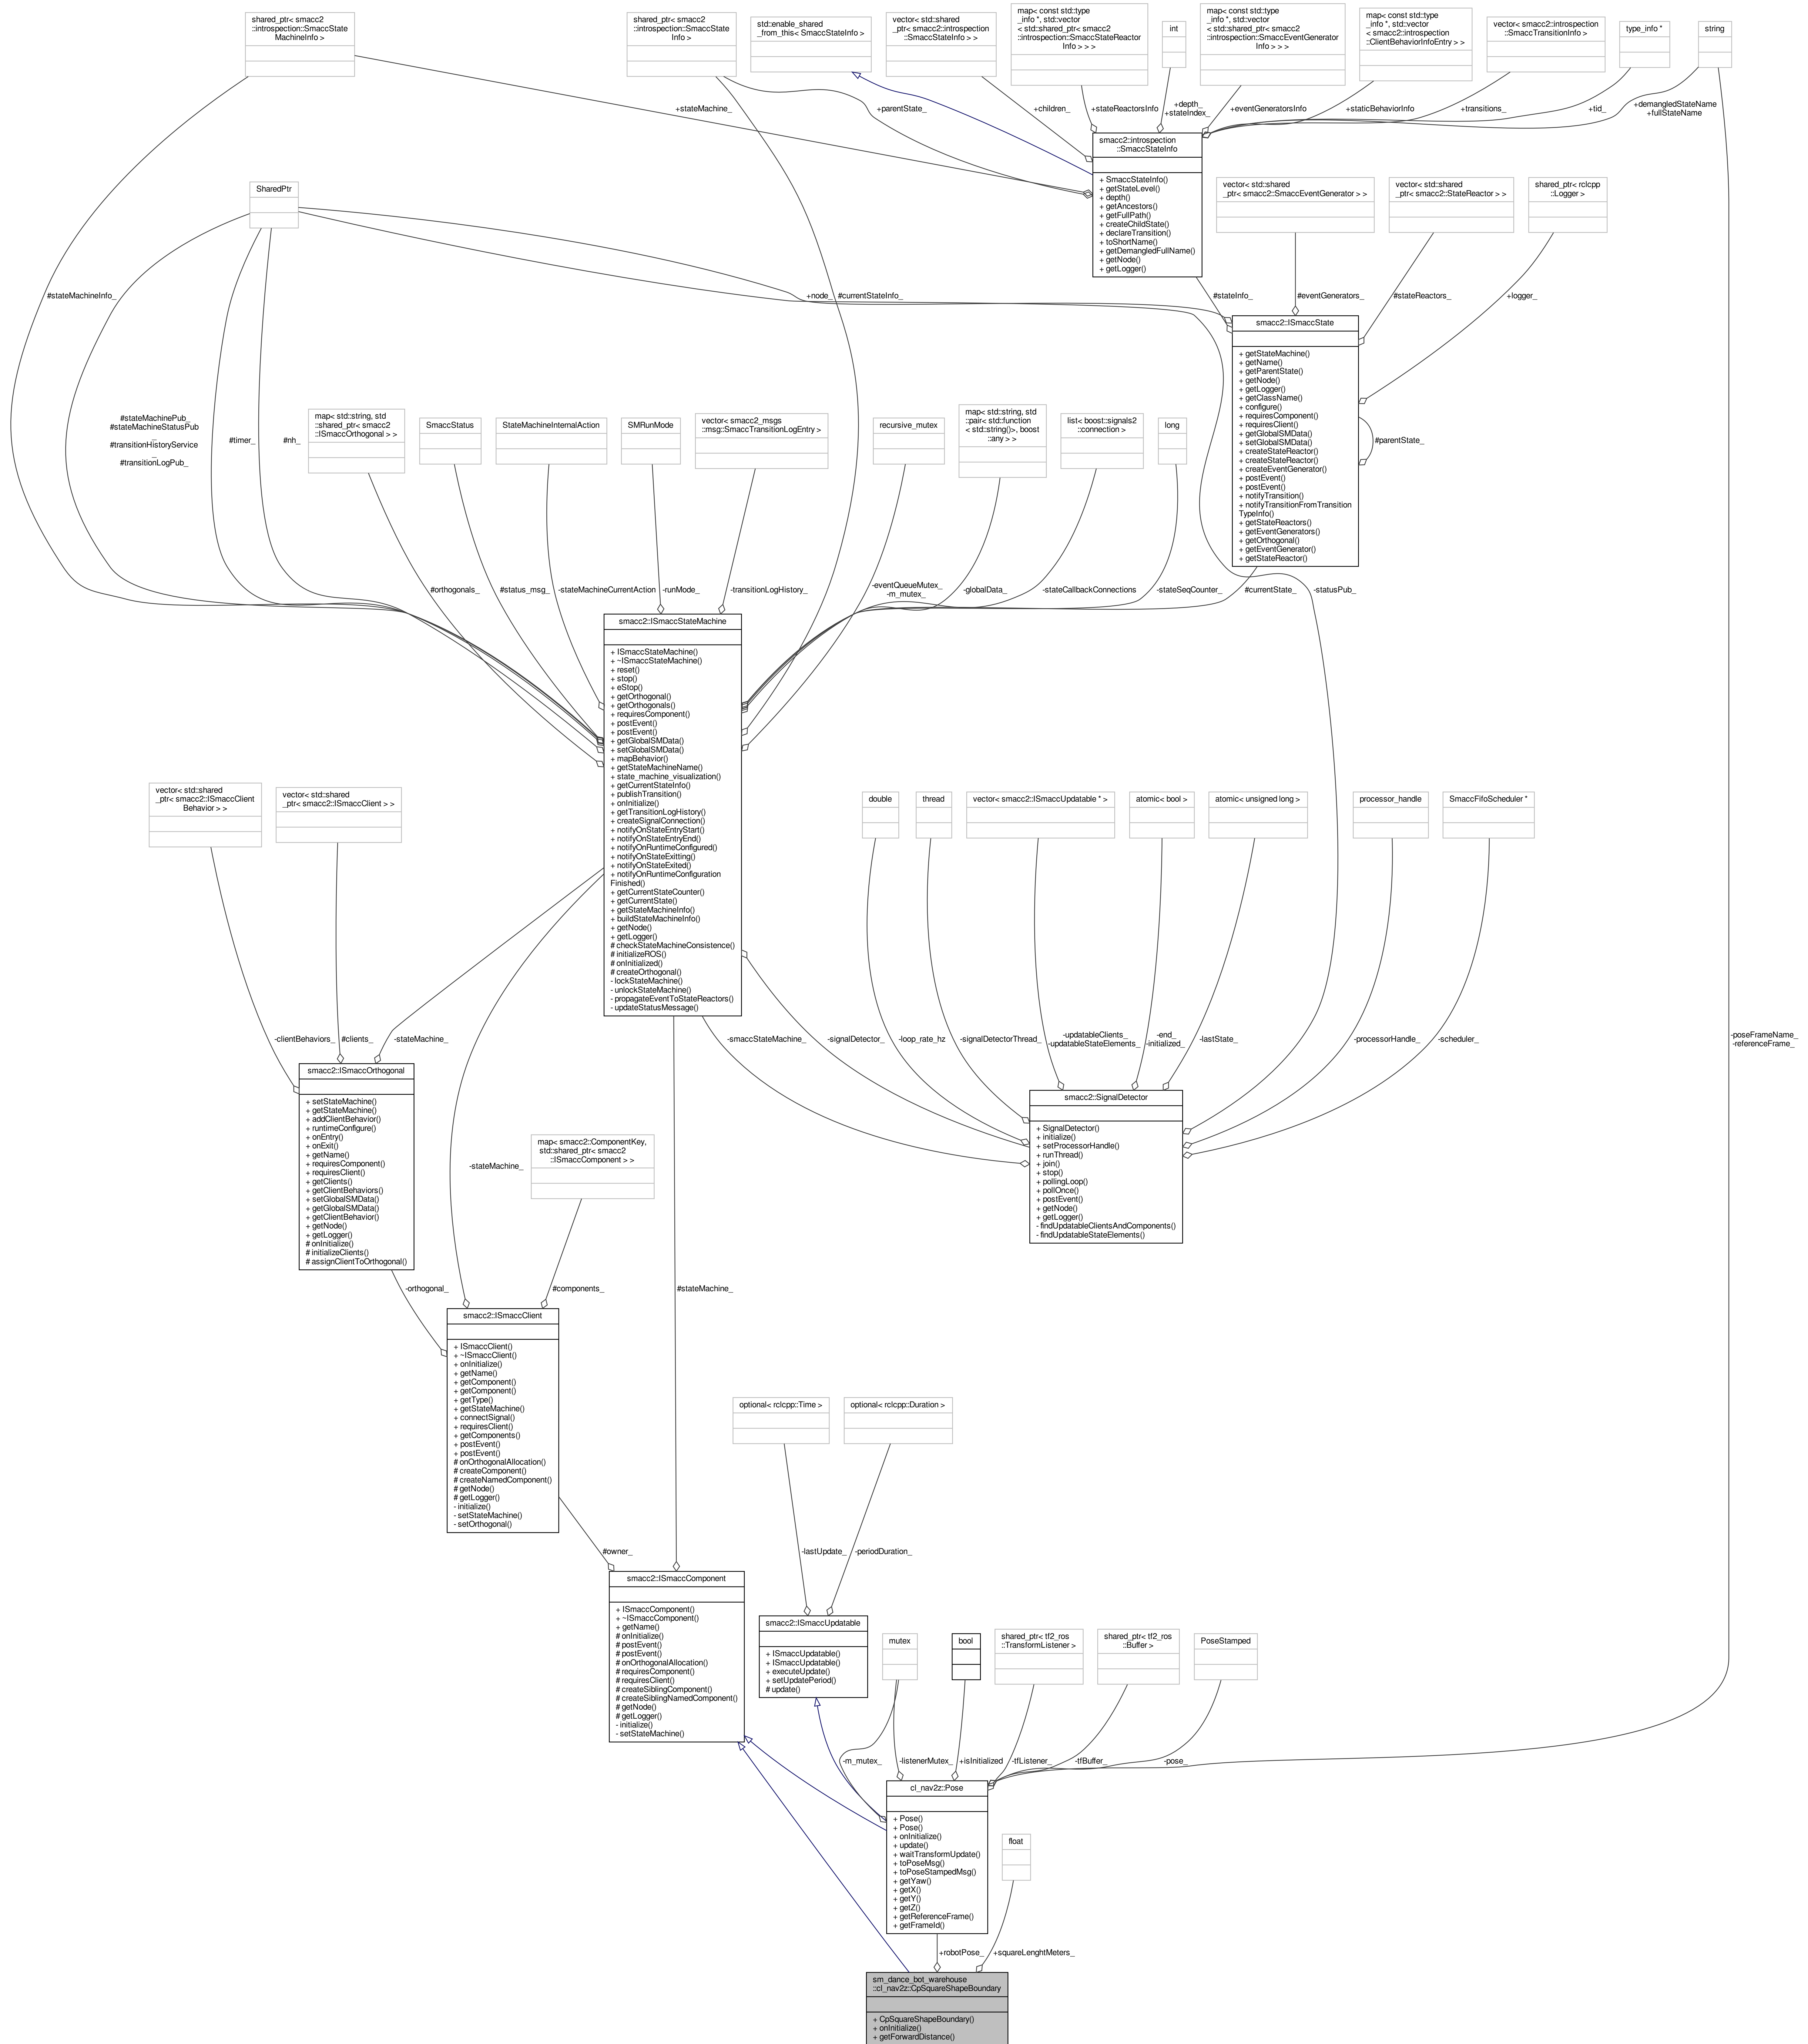 shared_ptr< smacc2
::introspection::SmaccState
MachineInfo >
shared_ptr< smacc2
::introspection::SmaccState
Info >
std::enable_shared
_from_this< SmaccStateInfo >
vector< std::shared
_ptr< smacc2::introspection
::SmaccStateInfo > >
map< const std::type
_info *, std::vector
< std::shared_ptr< smacc2
::introspection::SmaccStateReactor
Info > > >
int
map< const std::type
_info *, std::vector
< std::shared_ptr< smacc2
::introspection::SmaccEventGenerator
Info > > >
map< const std::type
_info *, std::vector
< smacc2::introspection
::ClientBehaviorInfoEntry > >
vector< smacc2::introspection
::SmaccTransitionInfo >
type_info *
string
+stateMachine_
+parentState_
+children_
+stateReactorsInfo
+depth_
+stateIndex_
+eventGeneratorsInfo
+staticBehaviorInfo
+transitions_
+tid_
+demangledStateName
+fullStateName
smacc2::introspection
::SmaccStateInfo
+ SmaccStateInfo()
+ getStateLevel()
+ depth()
+ getAncestors()
+ getFullPath()
+ createChildState()
+ declareTransition()
+ toShortName()
+ getDemangledFullName()
+ getNode()
+ getLogger()
SharedPtr
vector< std::shared
_ptr< smacc2::SmaccEventGenerator > >
vector< std::shared
_ptr< smacc2::StateReactor > >
shared_ptr< rclcpp
::Logger >
#stateMachineInfo_
+node_
#currentStateInfo_
#stateInfo_
#eventGenerators_
#stateReactors_
+logger_
smacc2::ISmaccState
+ getStateMachine()
+ getName()
+ getParentState()
+ getNode()
+ getLogger()
+ getClassName()
+ configure()
+ requiresComponent()
+ requiresClient()
+ getGlobalSMData()
+ setGlobalSMData()
+ createStateReactor()
+ createStateReactor()
+ createEventGenerator()
+ postEvent()
+ postEvent()
+ notifyTransition()
+ notifyTransitionFromTransition
TypeInfo()
+ getStateReactors()
+ getEventGenerators()
+ getOrthogonal()
+ getEventGenerator()
+ getStateReactor()
#parentState_
#stateMachinePub_
#stateMachineStatusPub
_
#transitionHistoryService
_
#transitionLogPub_
#timer_
#nh_
map< std::string, std
::shared_ptr< smacc2
::ISmaccOrthogonal > >
SmaccStatus
StateMachineInternalAction
SMRunMode
vector< smacc2_msgs
::msg::SmaccTransitionLogEntry >
recursive_mutex
map< std::string, std
::pair< std::function
< std::string()>, boost
::any > >
list< boost::signals2
::connection >
long
#orthogonals_
#status_msg_
-stateMachineCurrentAction
-runMode_
-transitionLogHistory_
-eventQueueMutex_
-m_mutex_
-globalData_
-stateCallbackConnections
-stateSeqCounter_
#currentState_
-statusPub_
smacc2::ISmaccStateMachine
+ ISmaccStateMachine()
+ ~ISmaccStateMachine()
+ reset()
+ stop()
+ eStop()
+ getOrthogonal()
+ getOrthogonals()
+ requiresComponent()
+ postEvent()
+ postEvent()
+ getGlobalSMData()
+ setGlobalSMData()
+ mapBehavior()
+ getStateMachineName()
+ state_machine_visualization()
+ getCurrentStateInfo()
+ publishTransition()
+ onInitialize()
+ getTransitionLogHistory()
+ createSignalConnection()
+ notifyOnStateEntryStart()
+ notifyOnStateEntryEnd()
+ notifyOnRuntimeConfigured()
+ notifyOnStateExitting()
+ notifyOnStateExited()
+ notifyOnRuntimeConfiguration
Finished()
+ getCurrentStateCounter()
+ getCurrentState()
+ getStateMachineInfo()
+ buildStateMachineInfo()
+ getNode()
+ getLogger()
# checkStateMachineConsistence()
# initializeROS()
# onInitialized()
# createOrthogonal()
- lockStateMachine()
- unlockStateMachine()
- propagateEventToStateReactors()
- updateStatusMessage()
vector< std::shared
_ptr< smacc2::ISmaccClient
Behavior > >
vector< std::shared
_ptr< smacc2::ISmaccClient > >
double
thread
vector< smacc2::ISmaccUpdatable * >
atomic< bool >
atomic< unsigned long >
processor_handle
SmaccFifoScheduler *
-clientBehaviors_
#clients_
-stateMachine_
-smaccStateMachine_
-signalDetector_
-loop_rate_hz
-signalDetectorThread_
-updatableClients_
-updatableStateElements_
-end_
-initialized_
-lastState_
-processorHandle_
-scheduler_
-poseFrameName_
-referenceFrame_
smacc2::ISmaccOrthogonal
+ setStateMachine()
+ getStateMachine()
+ addClientBehavior()
+ runtimeConfigure()
+ onEntry()
+ onExit()
+ getName()
+ requiresComponent()
+ requiresClient()
+ getClients()
+ getClientBehaviors()
+ setGlobalSMData()
+ getGlobalSMData()
+ getClientBehavior()
+ getNode()
+ getLogger()
# onInitialize()
# initializeClients()
# assignClientToOrthogonal()
smacc2::SignalDetector
+ SignalDetector()
+ initialize()
+ setProcessorHandle()
+ runThread()
+ join()
+ stop()
+ pollingLoop()
+ pollOnce()
+ postEvent()
+ getNode()
+ getLogger()
- findUpdatableClientsAndComponents()
- findUpdatableStateElements()
-stateMachine_
map< smacc2::ComponentKey,
std::shared_ptr< smacc2
::ISmaccComponent > >
-orthogonal_
#components_
#stateMachine_
smacc2::ISmaccClient
+ ISmaccClient()
+ ~ISmaccClient()
+ onInitialize()
+ getName()
+ getComponent()
+ getComponent()
+ getType()
+ getStateMachine()
+ connectSignal()
+ requiresClient()
+ getComponents()
+ postEvent()
+ postEvent()
# onOrthogonalAllocation()
# createComponent()
# createNamedComponent()
# getNode()
# getLogger()
- initialize()
- setStateMachine()
- setOrthogonal()
optional< rclcpp::Time >
optional< rclcpp::Duration >
#owner_
-lastUpdate_
-periodDuration_
smacc2::ISmaccComponent
+ ISmaccComponent()
+ ~ISmaccComponent()
+ getName()
# onInitialize()
# postEvent()
# postEvent()
# onOrthogonalAllocation()
# requiresComponent()
# requiresClient()
# createSiblingComponent()
# createSiblingNamedComponent()
# getNode()
# getLogger()
- initialize()
- setStateMachine()
smacc2::ISmaccUpdatable
+ ISmaccUpdatable()
+ ISmaccUpdatable()
+ executeUpdate()
+ setUpdatePeriod()
# update()
mutex
bool
shared_ptr< tf2_ros
::TransformListener >
shared_ptr< tf2_ros
::Buffer >
PoseStamped
-m_mutex_
-listenerMutex_
+isInitialized
-tfListener_
-tfBuffer_
-pose_
cl_nav2z::Pose
+ Pose()
+ Pose()
+ onInitialize()
+ update()
+ waitTransformUpdate()
+ toPoseMsg()
+ toPoseStampedMsg()
+ getYaw()
+ getX()
+ getY()
+ getZ()
+ getReferenceFrame()
+ getFrameId()
float
+robotPose_
+squareLenghtMeters_
sm_dance_bot_warehouse
::cl_nav2z::CpSquareShapeBoundary
+ CpSquareShapeBoundary()
+ onInitialize()
+ getForwardDistance()